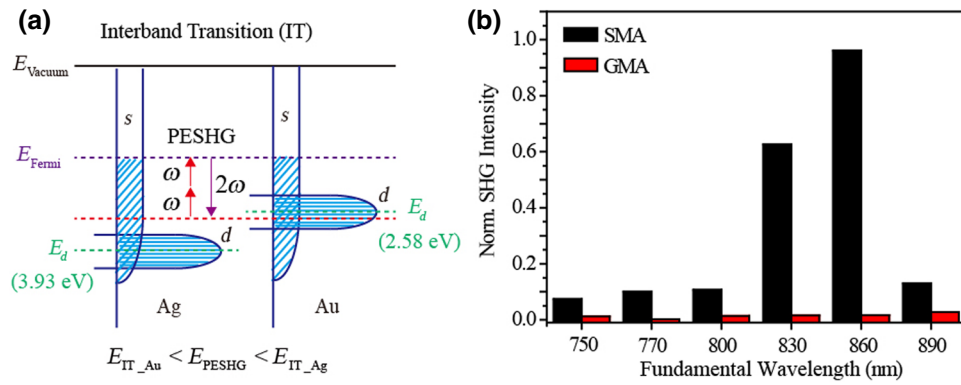 (a)
Interband Transition (IT)
E_Vacuum
s
s
PESHG
E_Fermi
ω
2ω
ω
d
E_d
(2.58 eV)
E_d
d
(3.93 eV)
Ag
Au
E_IT_Au < E_PESHG < E_IT_Ag
(b)
SMA
GMA
Norm. SHG Intensity
1.0
0.8
0.6
0.4
0.2
0.0
750 770 800 830 860 890
Fundamental Wavelength (nm)